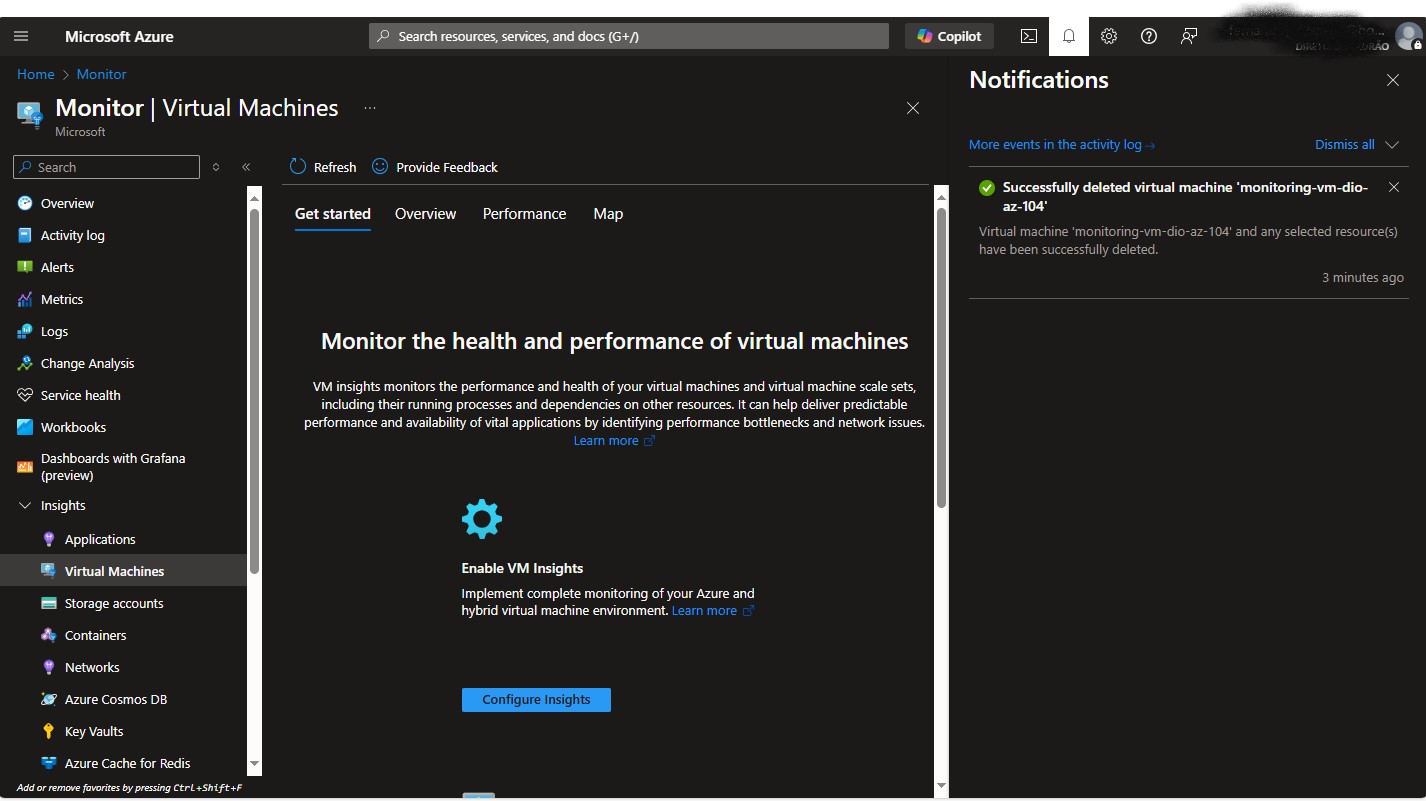 Microsoft Azure
Search resources, services, and docs (G+/)
Copilot
Home > Monitor
Monitor | Virtual Machines ...
Microsoft
Search
Overview
Activity log
Alerts
Metrics
Logs
Change Analysis
Service health
Workbooks
Dashboards with Grafana
(preview)
Insights
Applications
Virtual Machines
Storage accounts
Containers
Networks
Azure Cosmos DB
Key Vaults
Azure Cache for Redis
Add or remove favorites by pressing Ctrl+Shift+F
Refresh
Provide Feedback
Get started
Overview
Performance
Map
Monitor the health and performance of virtual machines
VM insights monitors the performance and health of your virtual machines and virtual machine scale sets,
including their running processes and dependencies on other resources. It can help deliver predictable
performance and availability of vital applications by identifying performance bottlenecks and network issues.
Learn more
Enable VM Insights
Implement complete monitoring of your Azure and
hybrid virtual machine environment. Learn more
Configure Insights
Notifications
More events in the activity log →
Dismiss all
Successfully deleted virtual machine 'monitoring-vm-dio-
az-104'
Virtual machine 'monitoring-vm-dio-az-104' and any selected resource(s)
have been successfully deleted.
3 minutes ago